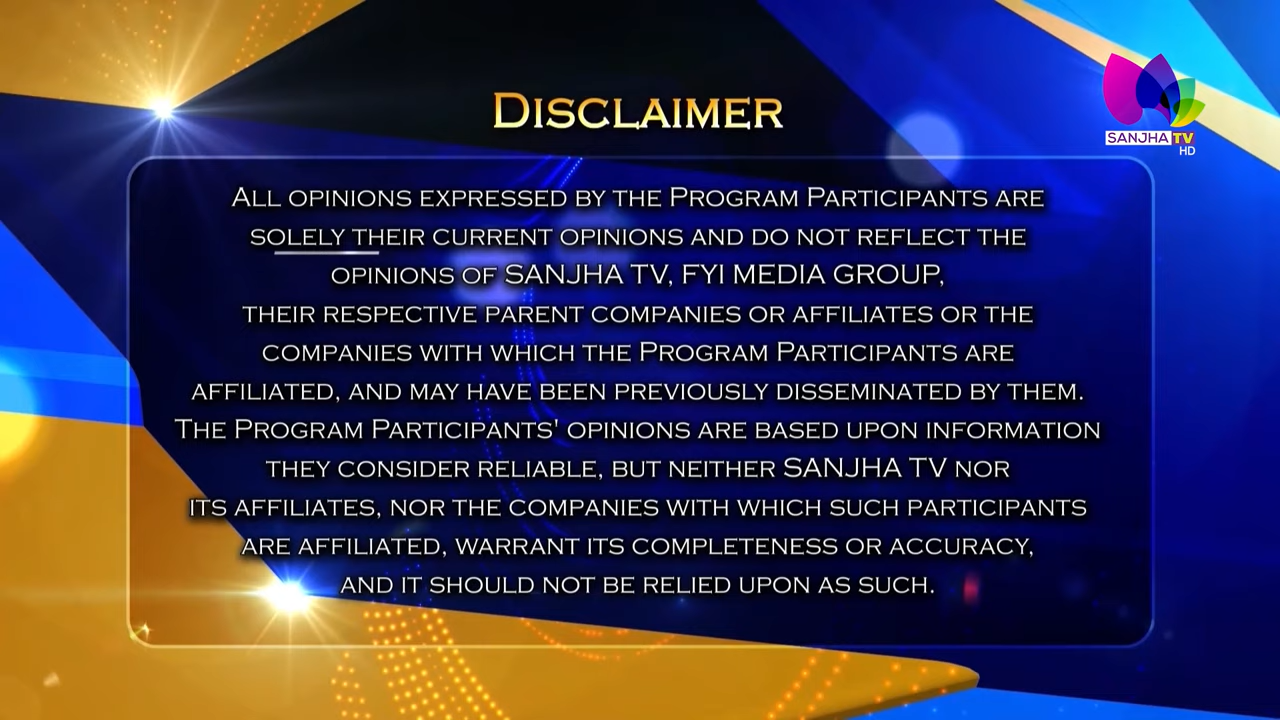 SANJHA TV
HD
DISCLAIMER
ALL OPINIONS EXPRESSED BY THE PROGRAM PARTICIPANTS ARE
SOLELY THEIR CURRENT OPINIONS AND DO NOT REFLECT THE
OPINIONS OF SANJHA TV, FYI MEDIA GROUP,
THEIR RESPECTIVE PARENT COMPANIES OR AFFILIATES OR THE
COMPANIES WITH WHICH THE PROGRAM PARTICIPANTS ARE
AFFILIATED, AND MAY HAVE BEEN PREVIOUSLY DISSEMINATED BY THEM.
THE PROGRAM PARTICIPANTS' OPINIONS ARE BASED UPON INFORMATION
THEY CONSIDER RELIABLE, BUT NEITHER SANJHA TV NOR
ITS AFFILIATES, NOR THE COMPANIES WITH WHICH SUCH PARTICIPANTS
ARE AFFILIATED, WARRANT ITS COMPLETENESS OR ACCURACY,
AND IT SHOULD NOT BE RELIED UPON AS SUCH.